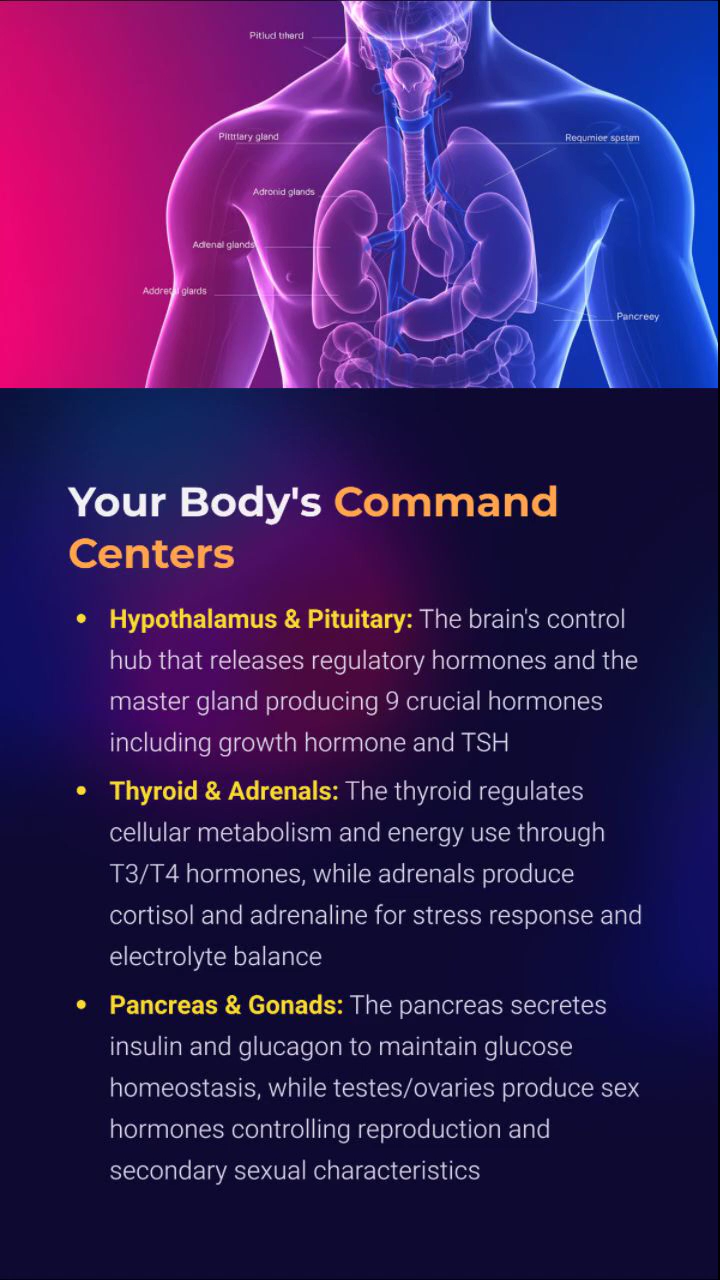 Pitlud therd
Pittriary gland
Requmiee spstem
Adronid glands
Adlenal glands
Addretal glards
Pancreey
Your Body's Command
Centers
• Hypothalamus & Pituitary: The brain's control
hub that releases regulatory hormones and the
master gland producing 9 crucial hormones
including growth hormone and TSH
• Thyroid & Adrenals: The thyroid regulates
cellular metabolism and energy use through
T3/T4 hormones, while adrenals produce
cortisol and adrenaline for stress response and
electrolyte balance
• Pancreas & Gonads: The pancreas secretes
insulin and glucagon to maintain glucose
homeostasis, while testes/ovaries produce sex
hormones controlling reproduction and
secondary sexual characteristics